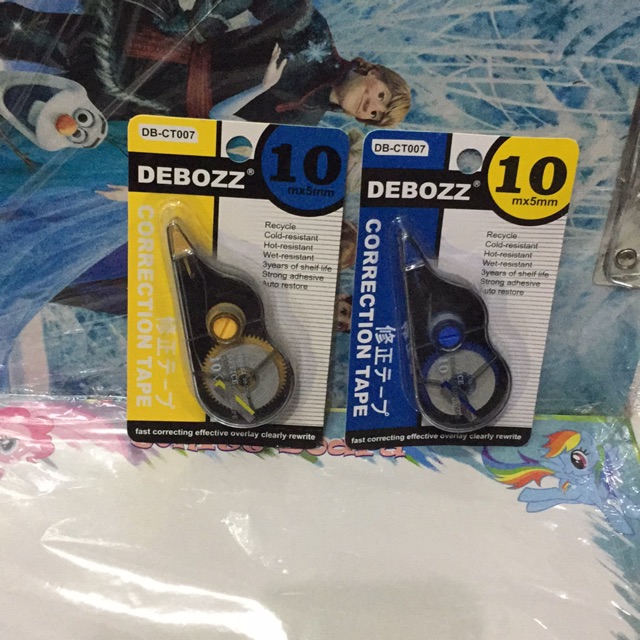 DB-CT007
DEBOZZ®
10
mx5mm
Recycle
Cold-resistant
Hot-resistant
Wet-resistant
3years of shelf life
Strong adhesive
Auto restore
CORRECTION TAPE
修正テープ
10
fast correcting effective overlay clearly rewrite
DB-CT007
DEBOZZ®
10
mx5mm
Recycle
Cold-resistant
Hot-resistant
Wet-resistant
3years of shelf life
Strong adhesive
Auto restore
CORRECTION TAPE
修正テープ
10
fast correcting effective overlay clearly rewrite